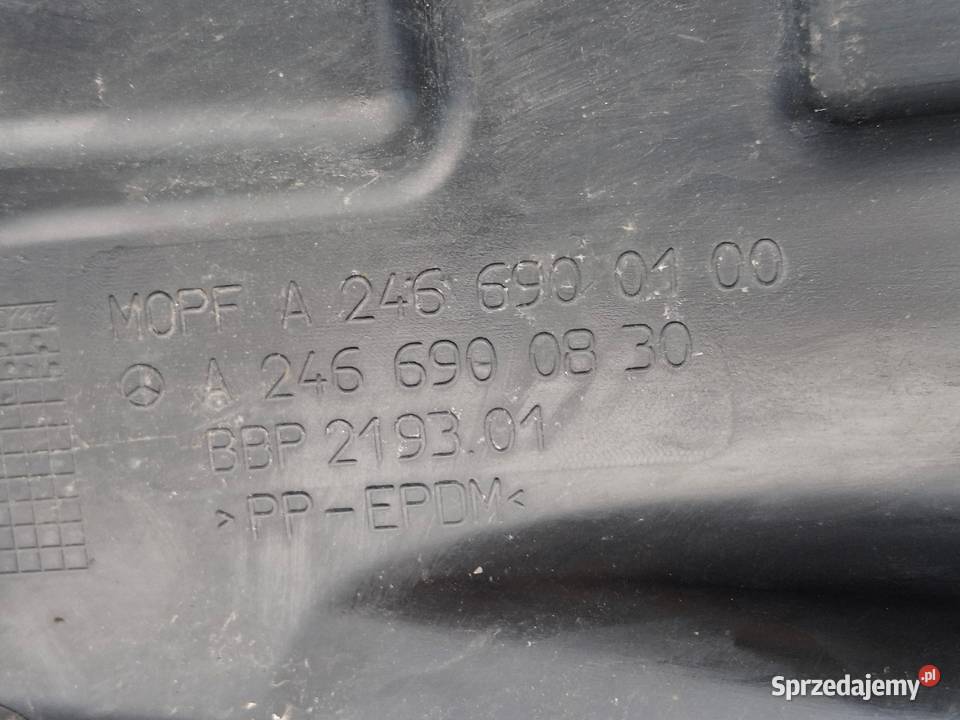 MOPF A 246 690 01 00
A 246 690 08 30
BBP 2193.01
>PP-EPDM<
Sprzedajemy.pl